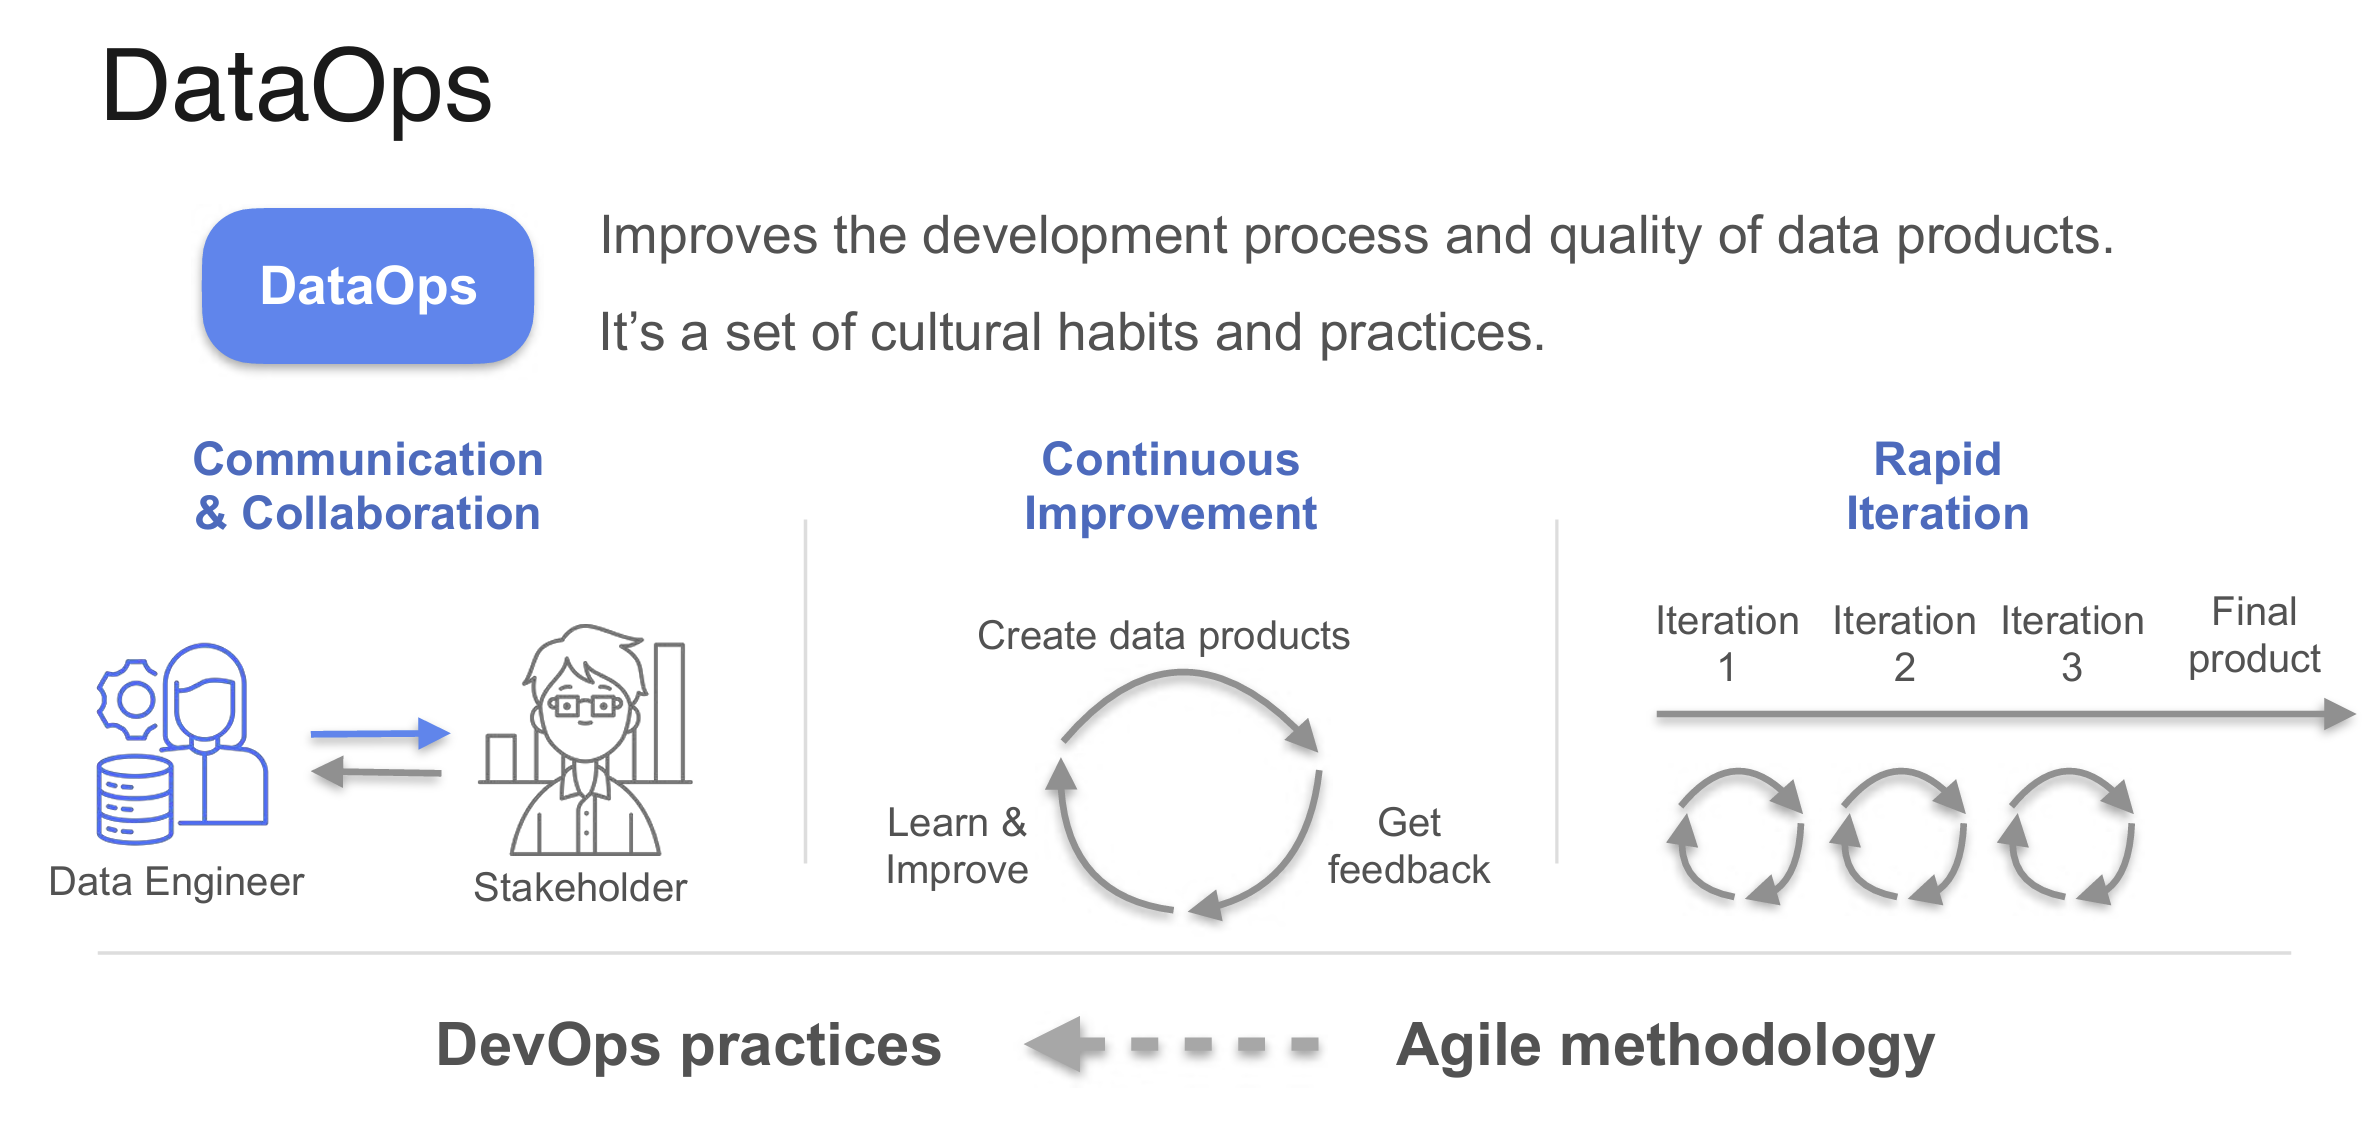 DataOps
DataOps
Improves the development process and quality of data products.
It’s a set of cultural habits and practices.
Communication
& Collaboration
Data Engineer
Stakeholder
Continuous
Improvement
Create data products
Get
feedback
Learn &
Improve
Rapid
Iteration
Iteration
1
Iteration
2
Iteration
3
Final
product
DevOps practices
Agile methodology